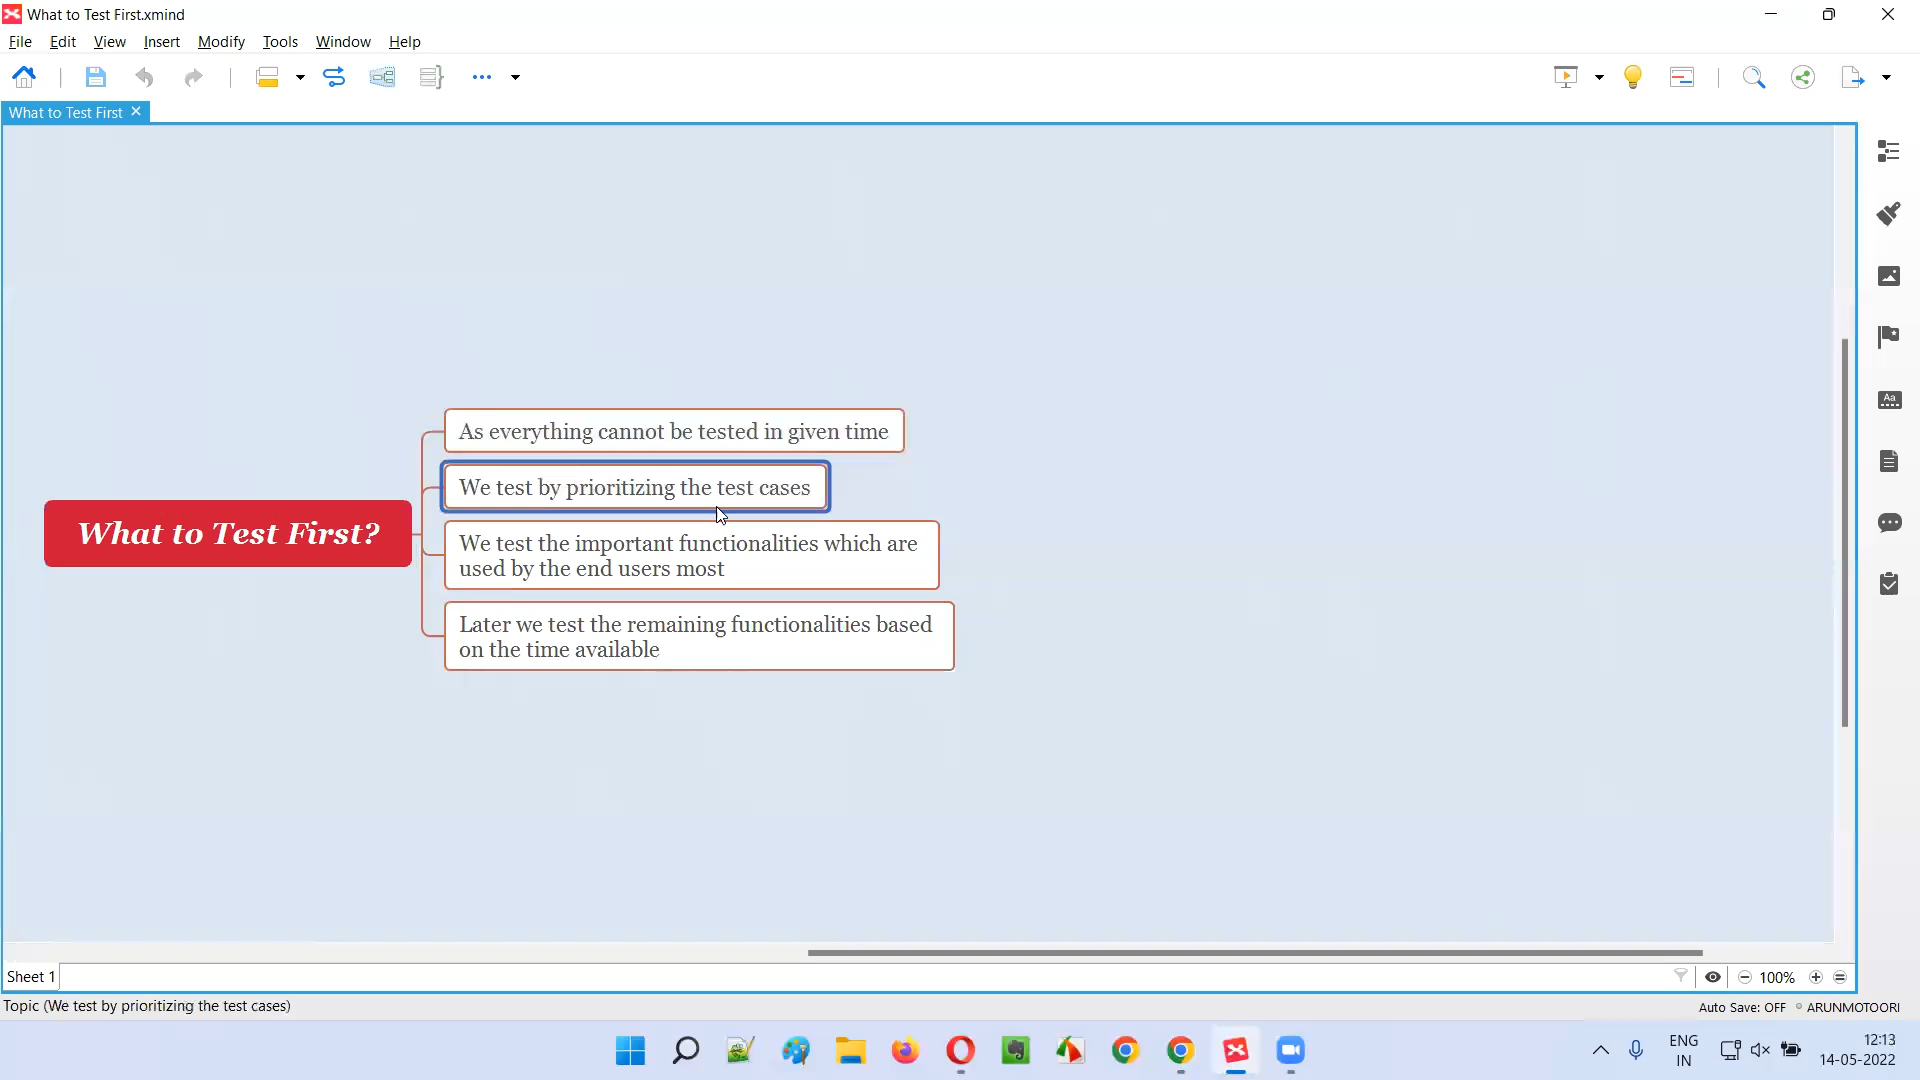 What to Test First.xmind
File Edit View Insert Modify Tools Window Help
What to Test First
As everything cannot be tested in given time
We test by prioritizing the test cases
What to Test First?
We test the important functionalities which are
used by the end users most
Later we test the remaining functionalities based
on the time available
Aa
Sheet 1
100%
Topic (We test by prioritizing the test cases)
Auto Save: OFF ARUNMOTOORI
ENG
IN
12:13
14-05-2022